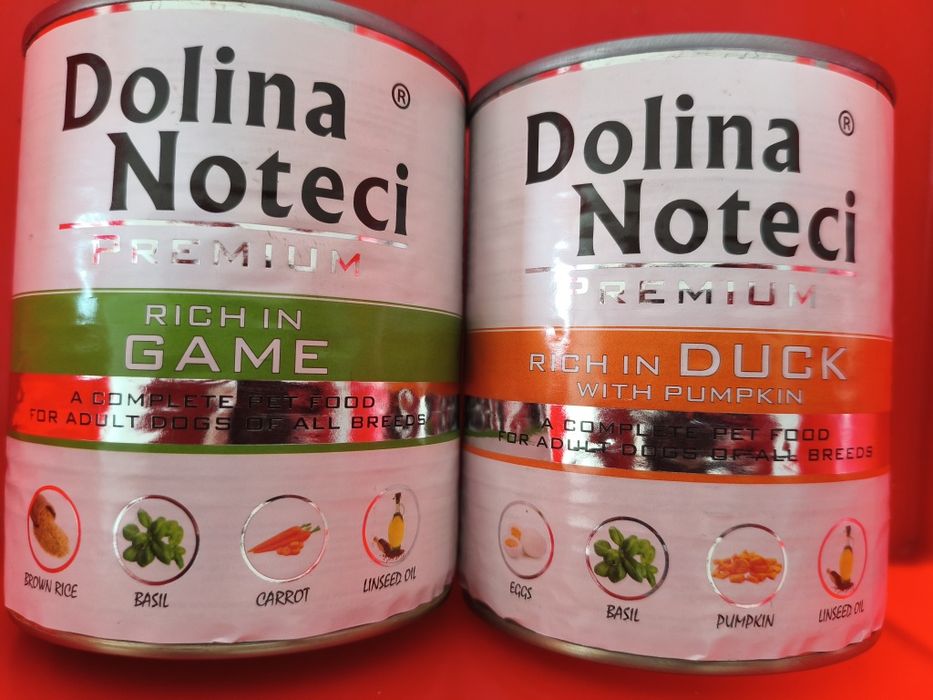 Dolina
Noteci
®
PREMIUM
RICH IN
GAME
A COMPLETE PET FOOD
FOR ADULT DOGS OF ALL BREEDS
BROWN RICE
BASIL
CARROT
LINSEED OIL
Dolina
Noteci
®
PREMIUM
RICH IN DUCK
WITH PUMPKIN
A COMPLETE PET FOOD
FOR ADULT DOGS OF ALL BREEDS
EGGS
BASIL
PUMPKIN
LINSEED OIL